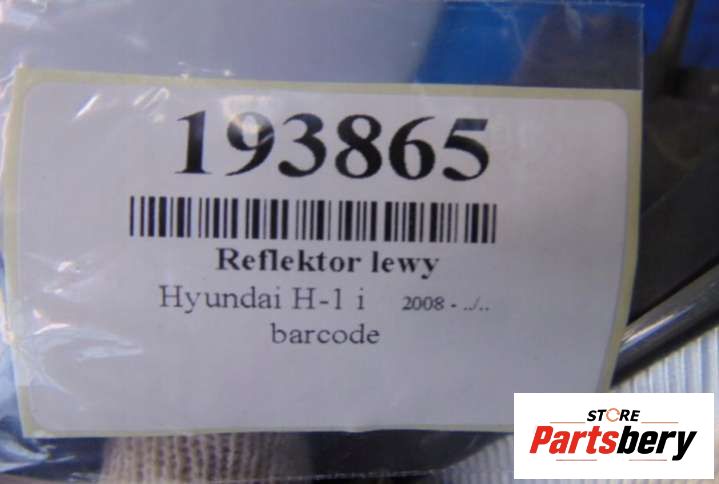 193865
Reflektor lewy
Hyundai H-1 i 2008 - ../..
barcode
STORE
Partsbery